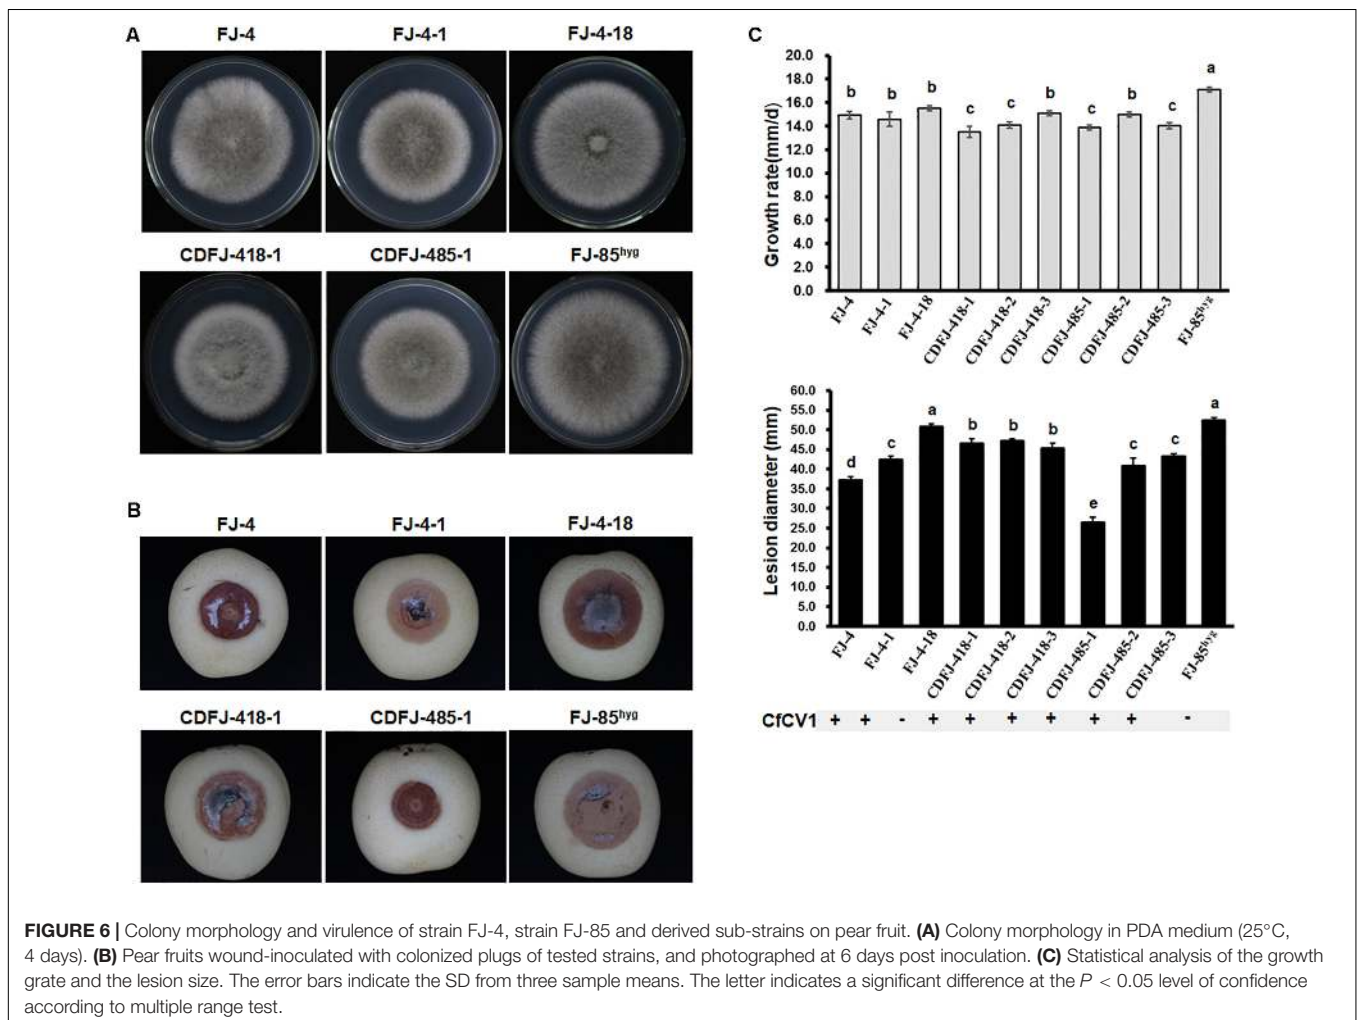 A
FJ-4 FJ-4-1 FJ-4-18
CDFJ-418-1 CDFJ-485-1 FJ-85hyg
B
FJ-4 FJ-4-1 FJ-4-18
CDFJ-418-1 CDFJ-485-1 FJ-85hyg
C
Growth rate(mm/d)
20.0
18.0
16.0
14.0
12.0
10.0
8.0
6.0
4.0
2.0
0.0
b b b c c b c b c a
FJ-4 FJ-4-1 FJ-4-18 CDFJ-418-1 CDFJ-418-2 CDFJ-418-3 CDFJ-485-1 CDFJ-485-2 CDFJ-485-3 FJ-85hyg
Lesion diameter (mm)
60.0
55.0
50.0
45.0
40.0
35.0
30.0
25.0
20.0
15.0
10.0
5.0
0.0
d c a b b b e c c a
FJ-4 FJ-4-1 FJ-4-18 CDFJ-418-1 CDFJ-418-2 CDFJ-418-3 CDFJ-485-1 CDFJ-485-2 CDFJ-485-3 FJ-85hyg
CfCV1 + + - + + + + + + -
FIGURE 6 | Colony morphology and virulence of strain FJ-4, strain FJ-85 and derived sub-strains on pear fruit. (A) Colony morphology in PDA medium (25°C,
4 days). (B) Pear fruits wound-inoculated with colonized plugs of tested strains, and photographed at 6 days post inoculation. (C) Statistical analysis of the growth
grate and the lesion size. The error bars indicate the SD from three sample means. The letter indicates a significant difference at the P < 0.05 level of confidence
according to multiple range test.